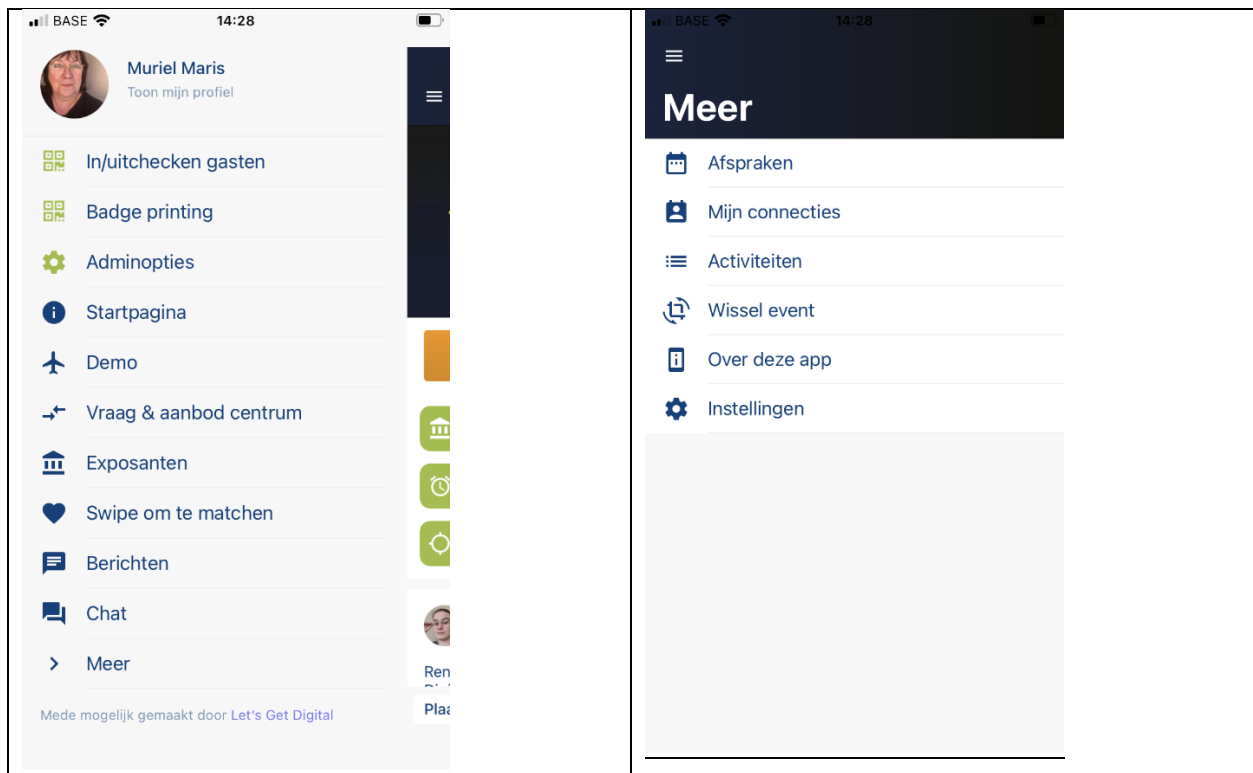 BASE 14:28
Muriel Maris
Toon mijn profiel
In/uitchecken gasten
Badge printing
Adminopties
Startpagina
Demo
Vraag & aanbod centrum
Exposanten
Swipe om te matchen
Berichten
Chat
Meer
Mede mogelijk gemaakt door Let's Get Digital
Ren
Plaa
BASE 14:28
Meer
Afspraken
Mijn connecties
Activiteiten
Wissel event
Over deze app
Instellingen